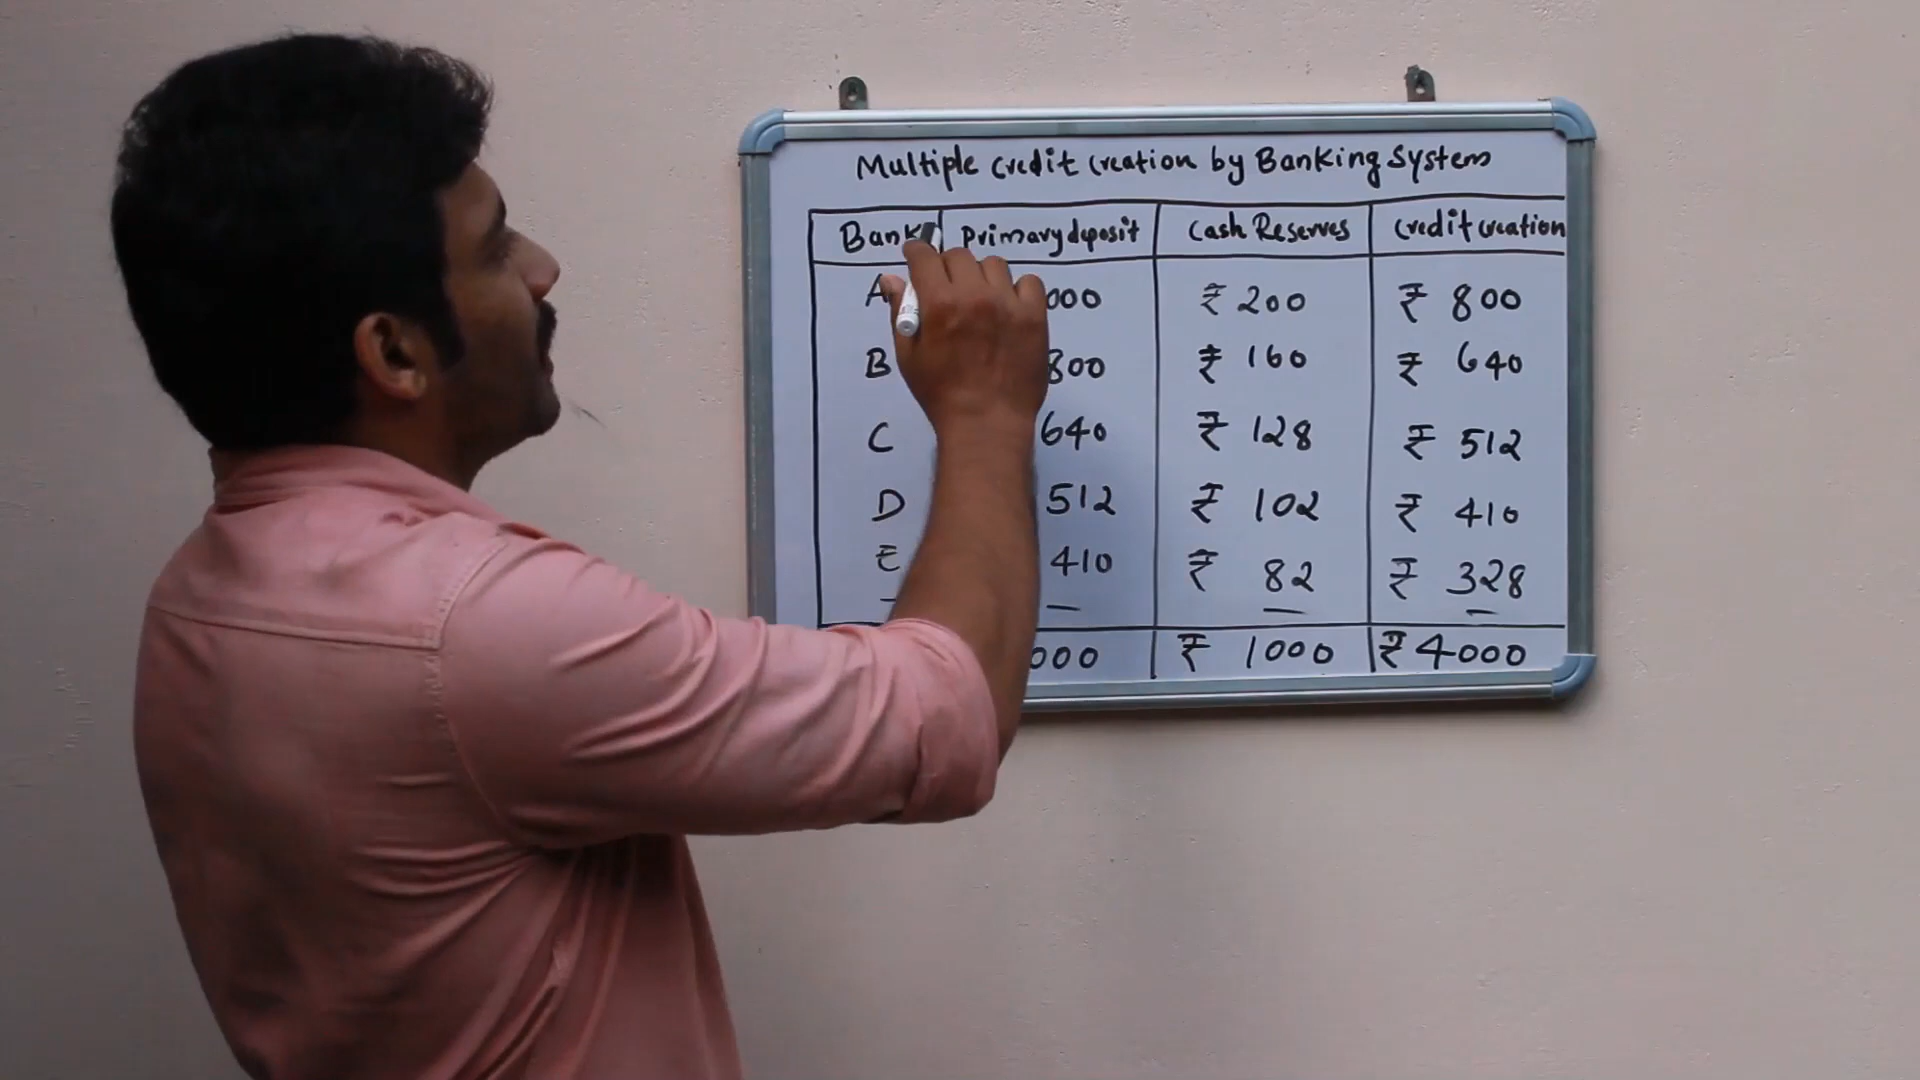 Multiple credit creation by Banking System
Bank Primary deposit Cash Reserves Credit creation
A 000 ₹ 200 ₹ 800
B 800 ₹ 160 ₹ 640
C 640 ₹ 128 ₹ 512
D 512 ₹ 102 ₹ 410
E 410 ₹ 82 ₹ 328
000 ₹ 1000 ₹ 4000